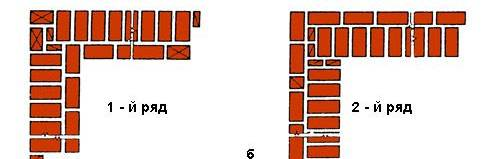 1 - й ряд
2 - й ряд
б